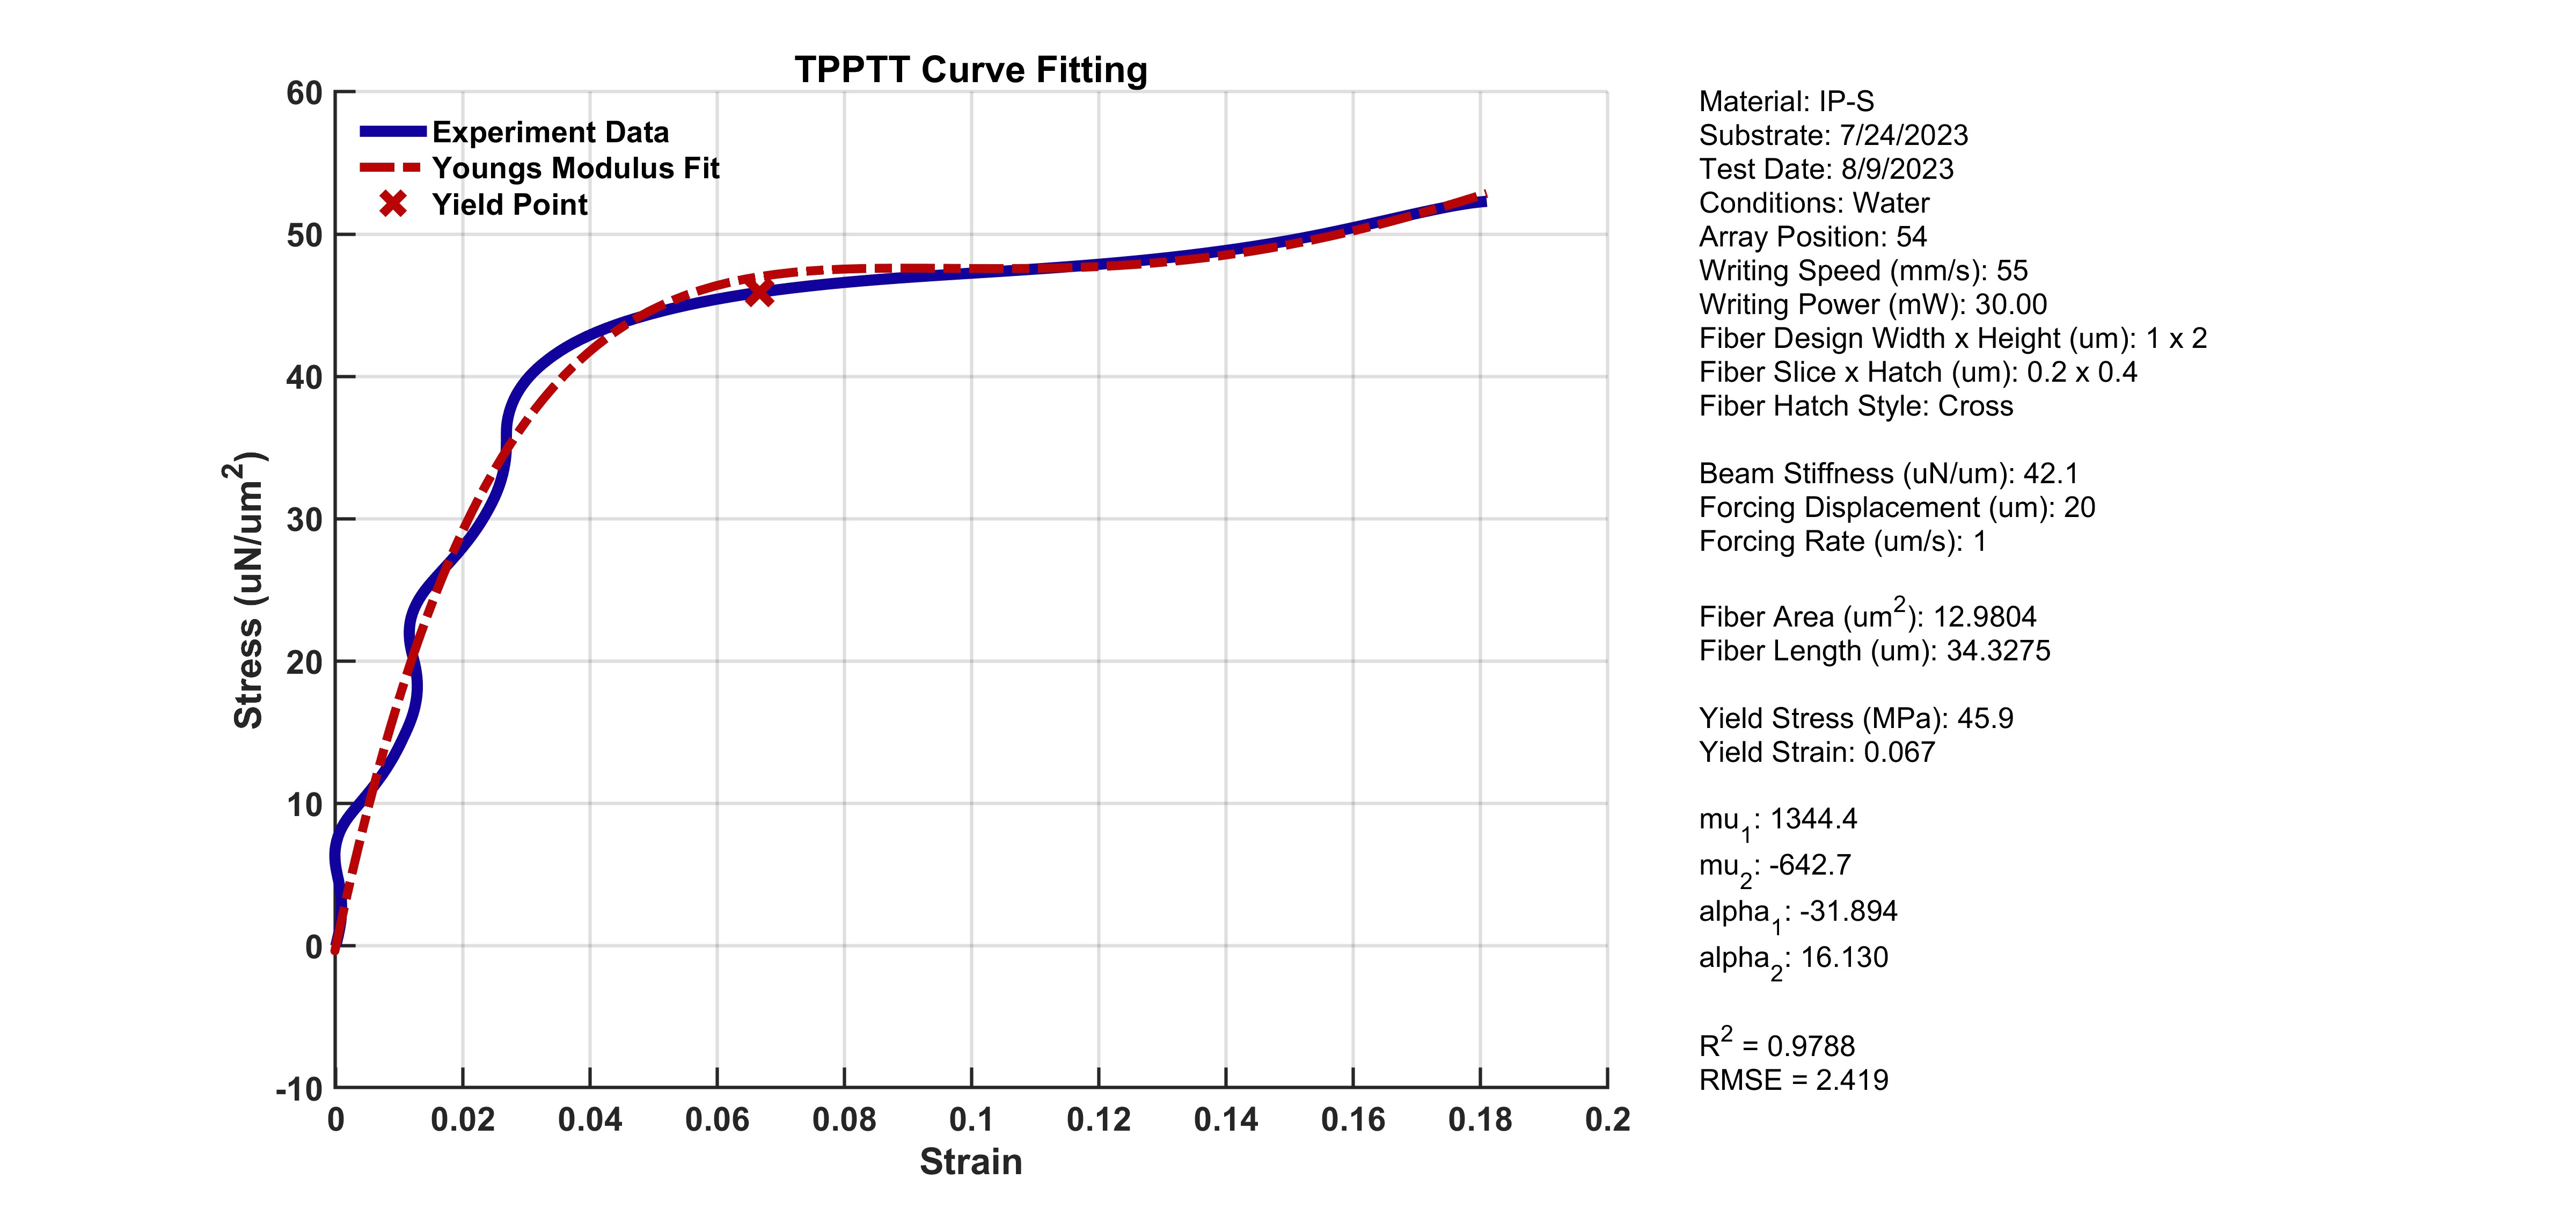 TPPTT Curve Fitting
60
50
40
30
20
10
0
-10
Stress (uN/um²)
Experiment Data
Youngs Modulus Fit
Yield Point
0 0.02 0.04 0.06 0.08 0.1 0.12 0.14 0.16 0.18 0.2
Strain
Material: IP-S
Substrate: 7/24/2023
Test Date: 8/9/2023
Conditions: Water
Array Position: 54
Writing Speed (mm/s): 55
Writing Power (mW): 30.00
Fiber Design Width x Height (um): 1 x 2
Fiber Slice x Hatch (um): 0.2 x 0.4
Fiber Hatch Style: Cross
Beam Stiffness (uN/um): 42.1
Forcing Displacement (um): 20
Forcing Rate (um/s): 1
Fiber Area (um²): 12.9804
Fiber Length (um): 34.3275
Yield Stress (MPa): 45.9
Yield Strain: 0.067
mu₁: 1344.4
mu₂: -642.7
alpha₁: -31.894
alpha₂: 16.130
R² = 0.9788
RMSE = 2.419